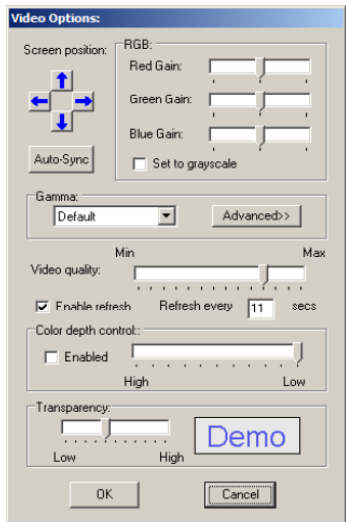 Video Options:
Screen position:
RGB:
Red Gain:
Green Gain:
Blue Gain:
Auto-Sync
Set to grayscale
Gamma:
Default
Advanced>>
Min Max
Video quality:
Enable refresh Refresh every 11 secs
Color depth control:
Enabled
High Low
Transparency:
Demo
Low High
OK Cancel